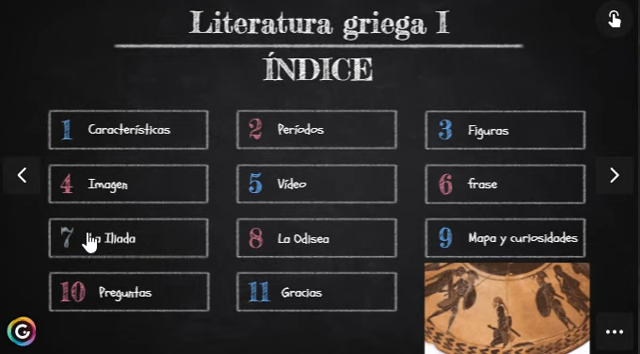 Literatura griega I
ÍNDICE
1 Características
2 Períodos
3 Figuras
4 Imagen
5 Vídeo
6 frase
7 Iliada
8 La Odisea
9 Mapa y curiosidades
10 Preguntas
11 Gracias